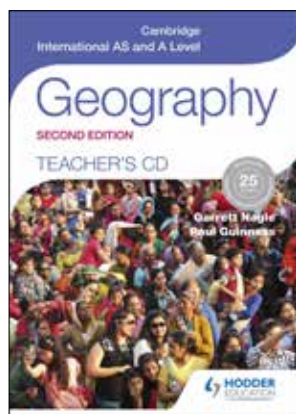 Cambridge
International AS and A Level
Geography
SECOND EDITION
TEACHER'S CD
25
Garrett Nagle
Paul Guinness
HODDER
EDUCATION